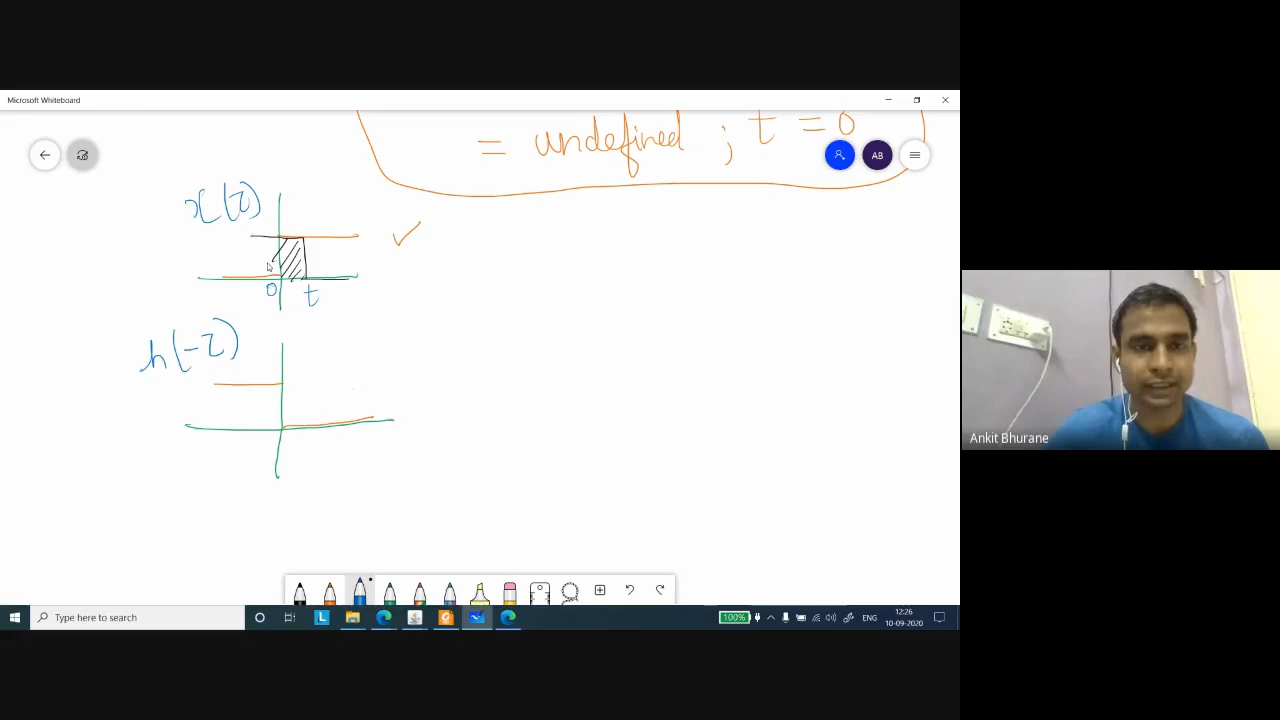 Microsoft Whiteboard
= undefined ; t = 0
AB
x(τ)
0 t
h(-τ)
Ankit Bhurane
Type here to search
100%
ENG
12:26
10-09-2020